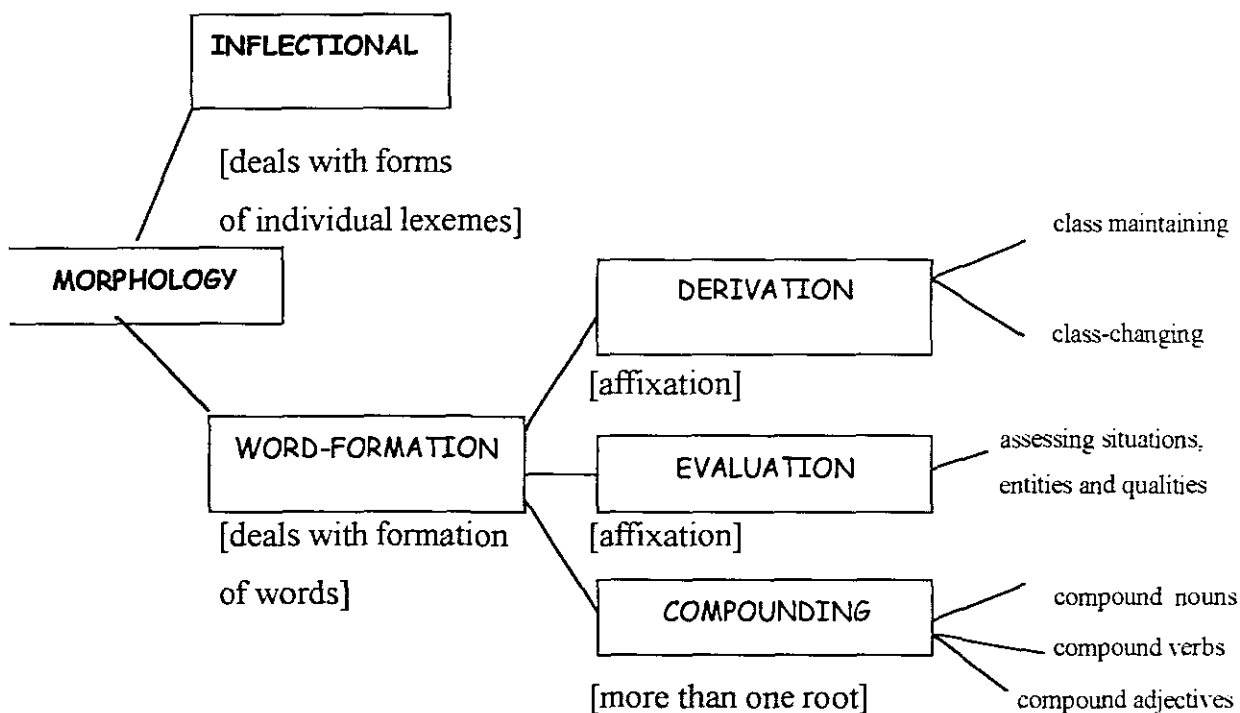 INFLECTIONAL
[deals with forms
of individual lexemes]
MORPHOLOGY
WORD-FORMATION
[deals with formation
of words]
DERIVATION
[affixation]
class maintaining
class-changing
EVALUATION
[affixation]
assessing situations,
entities and qualities
COMPOUNDING
[more than one root]
compound nouns
compound verbs
compound adjectives